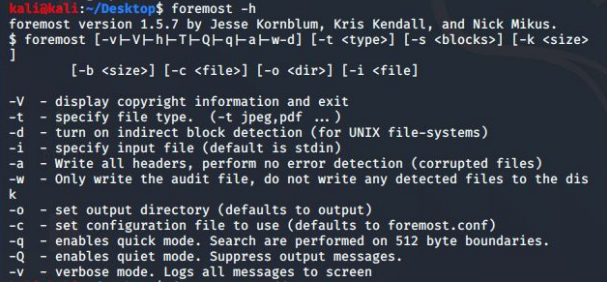 kali@kali:~/Desktop$ foremost -h
foremost version 1.5.7 by Jesse Kornblum, Kris Kendall, and Nick Mikus.
$ foremost [-v|-V|-h|-T|-Q|-q|-a|-w-d] [-t <type>] [-s <blocks>] [-k <size>
]
[-b <size>] [-c <file>] [-o <dir>] [-i <file]
-V - display copyright information and exit
-t - specify file type. (-t jpeg,pdf ...)
-d - turn on indirect block detection (for UNIX file-systems)
-i - specify input file (default is stdin)
-a - Write all headers, perform no error detection (corrupted files)
-w - Only write the audit file, do not write any detected files to the dis
k
-o - set output directory (defaults to output)
-c - set configuration file to use (defaults to foremost.conf)
-q - enables quick mode. Search are performed on 512 byte boundaries.
-Q - enables quiet mode. Suppress output messages.
-v - verbose mode. Logs all messages to screen